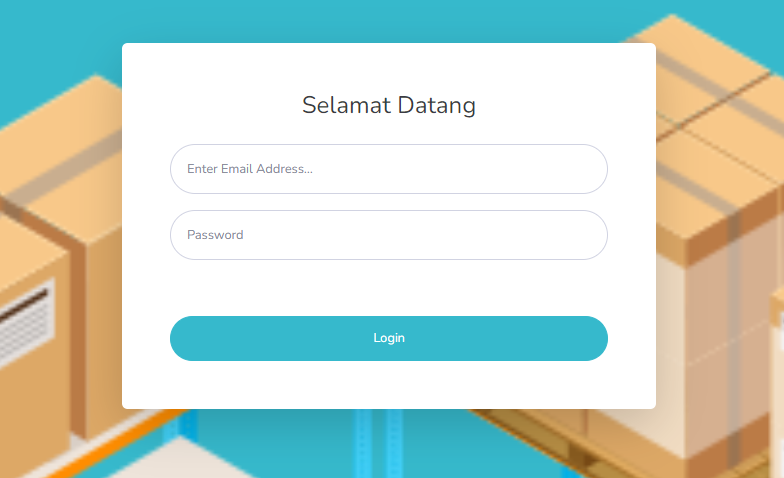 Selamat Datang
Enter Email Address...
Password
Login